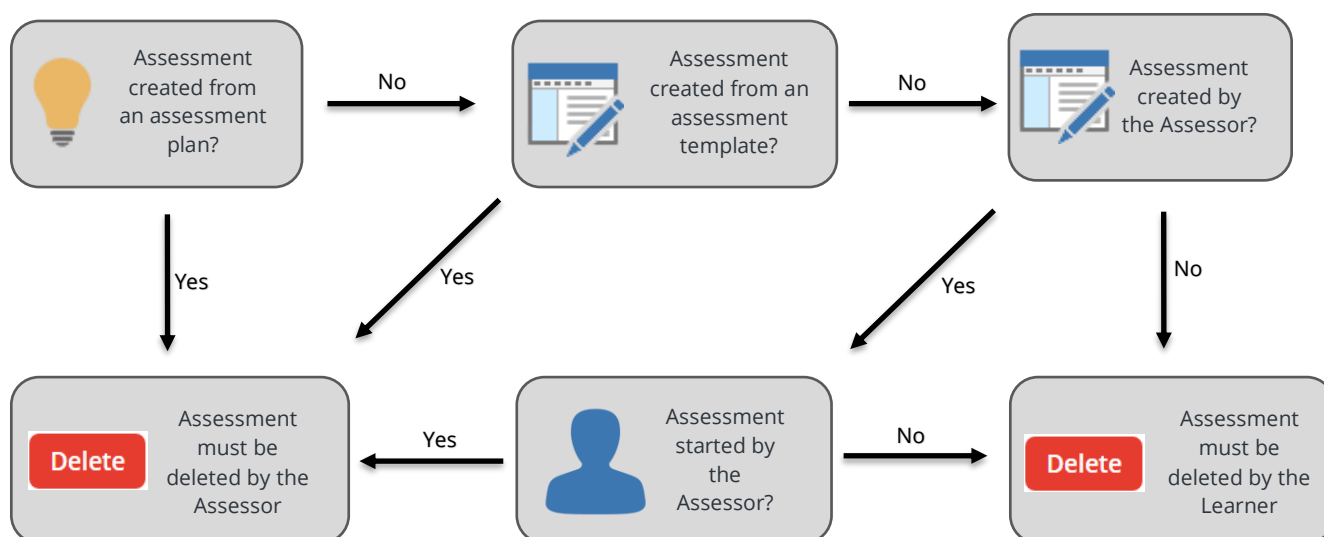 Assessment
created from
an assessment
plan?
No
Assessment
created from an
assessment
template?
No
Assessment
created by
the Assessor?
Yes
Yes
Yes
No
Delete
Assessment
must be
deleted by the
Assessor
Yes
Assessment
started by
the
Assessor?
No
Delete
Assessment
must be
deleted by the
Learner